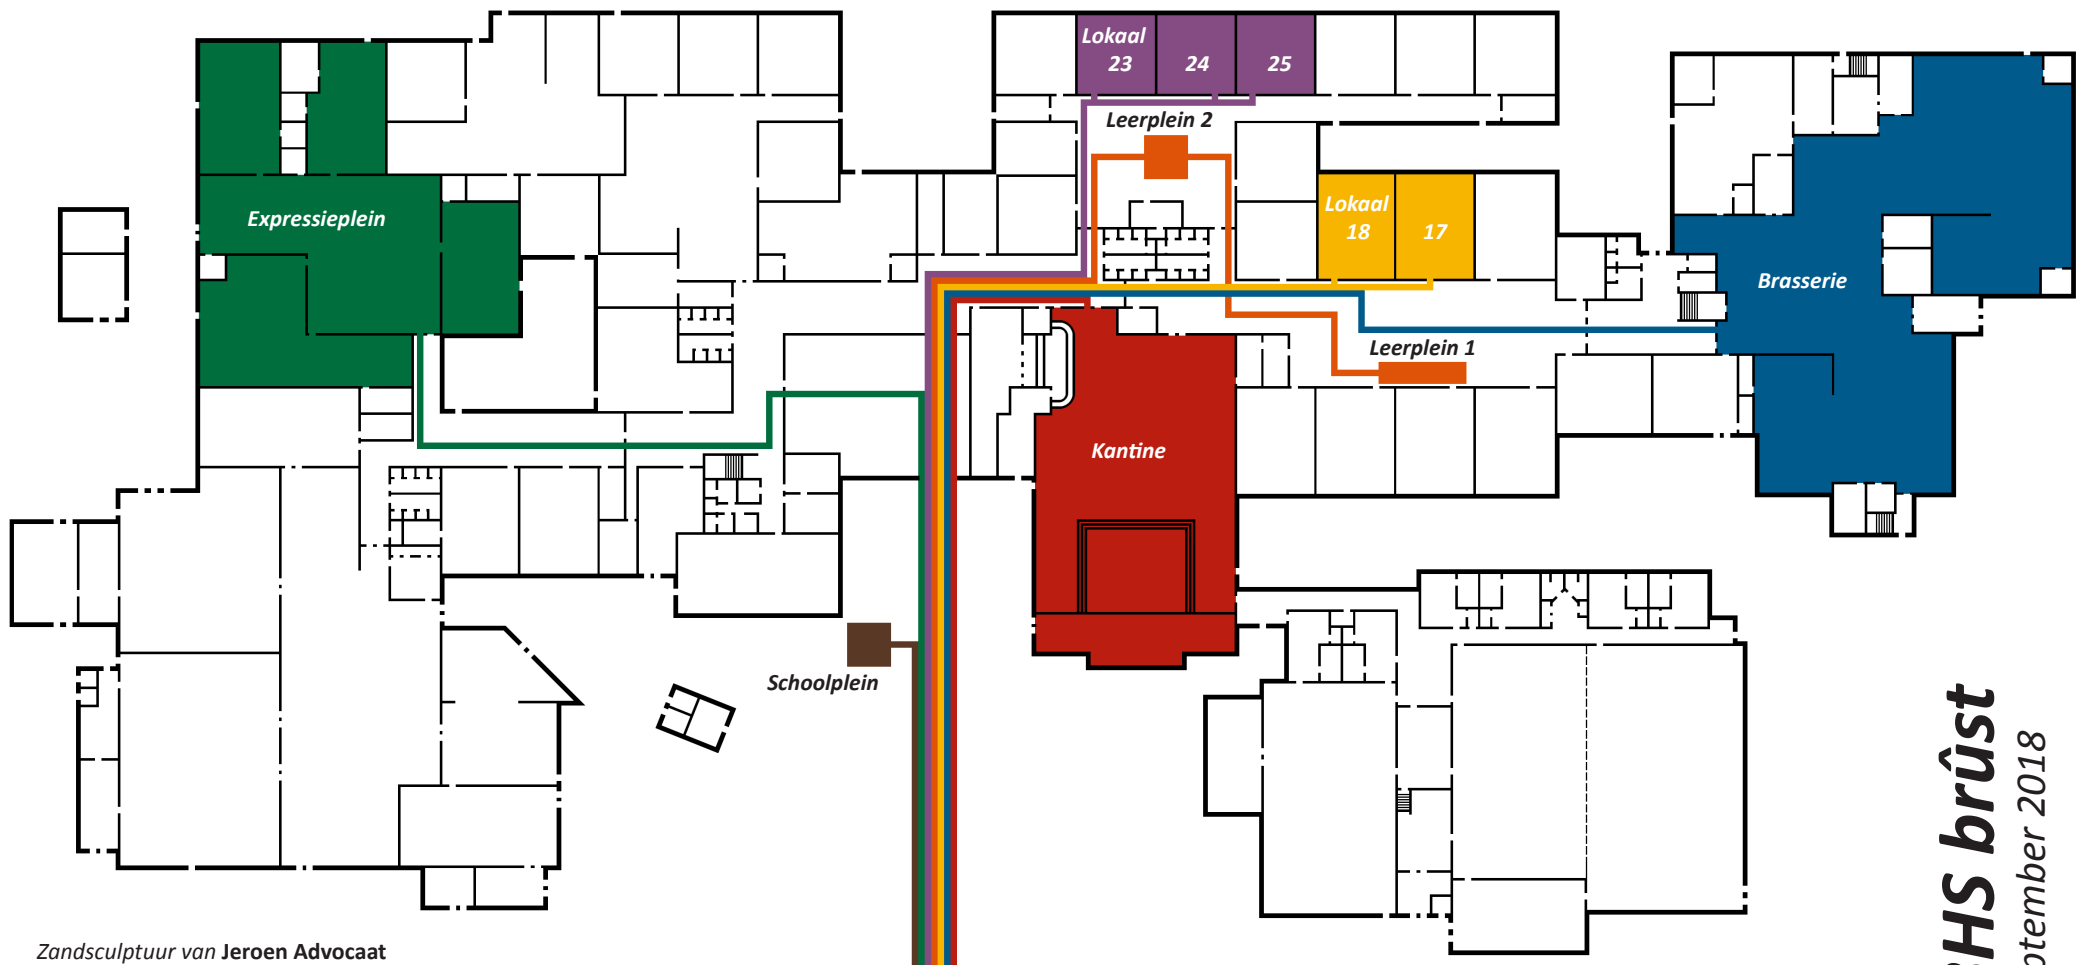 Lokaal
23
24
25
Leerplein 2
Expressieplein
Lokaal
18
17
Brasserie
Leerplein 1
Kantine
Schoolplein
brûst
2018
Zandsculptuur van Jeroen Advocaat